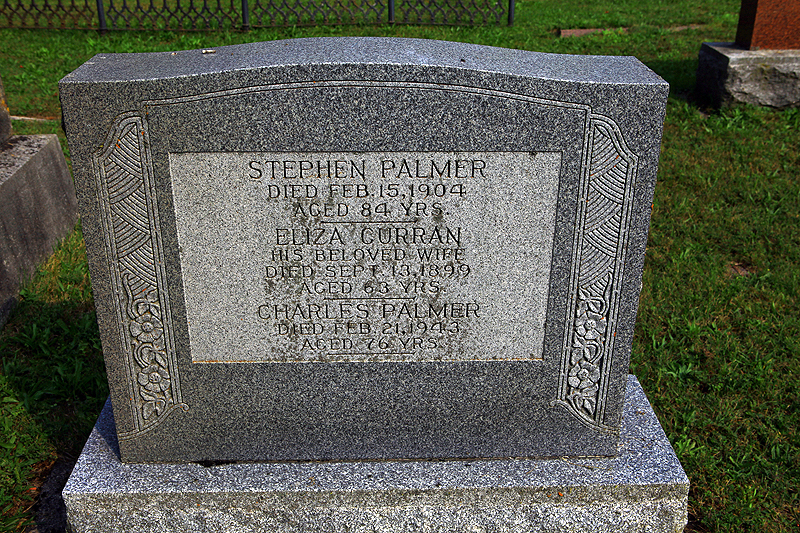 STEPHEN PALMER
DIED FEB. 15, 1904
AGED 84 YRS.
ELIZA CURRAN
HIS BELOVED WIFE
DIED SEPT. 13, 1899
AGED 63 YRS.
CHARLES PALMER
DIED FEB. 21, 1943
AGED 76 YRS.